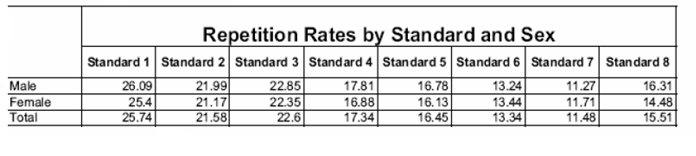 Repetition Rates by Standard and Sex
Standard 1 Standard 2 Standard 3 Standard 4 Standard 5 Standard 6 Standard 7 Standard 8
Male 26.09 21.99 22.85 17.81 16.78 13.24 11.27 16.31
Female 25.4 21.17 22.35 16.88 16.13 13.44 11.71 14.48
Total 25.74 21.58 22.6 17.34 16.45 13.34 11.48 15.51